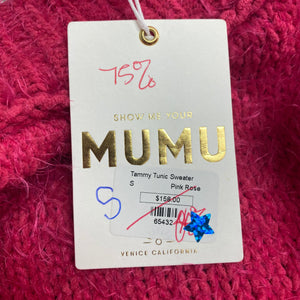 75%
SHOW ME YOUR
MUMU
Tammy Tunic Sweater
S Pink Rose
$158.00
S
65432
VENICE CALIFORNIA